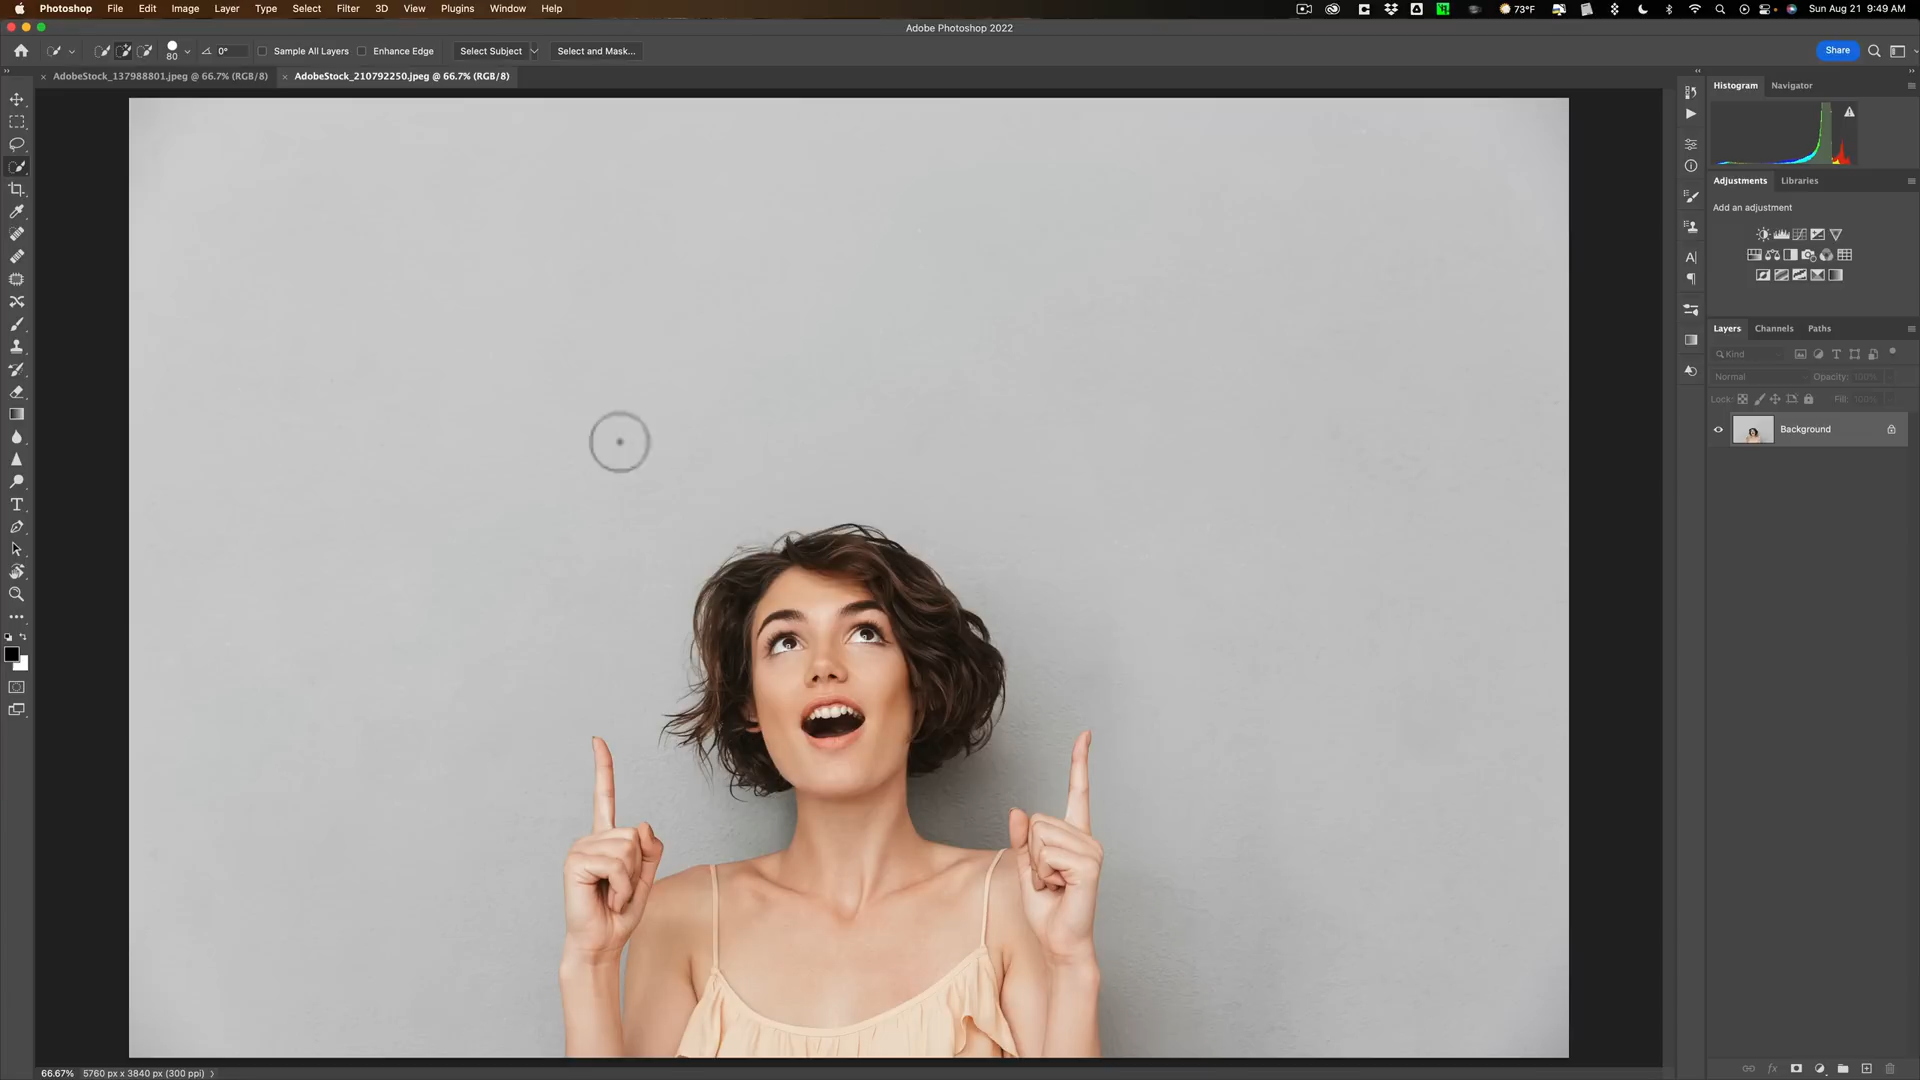 Photoshop File Edit Image Layer Type Select Filter 3D View Plugins Window Help 73°F Sun Aug 21 9:49 AM
Adobe Photoshop 2022
80 0° Sample All Layers Enhance Edge Select Subject Select and Mask... Share
AdobeStock_137988801.jpeg @ 66.7% (RGB/8) AdobeStock_210792250.jpeg @ 66.7% (RGB/8)
Histogram Navigator
Adjustments Libraries
Add an adjustment
Layers Channels Paths
Kind
Normal Opacity: 100%
Lock: Fill: 100%
Background
66.67% 5760 px x 3840 px (300 ppi)